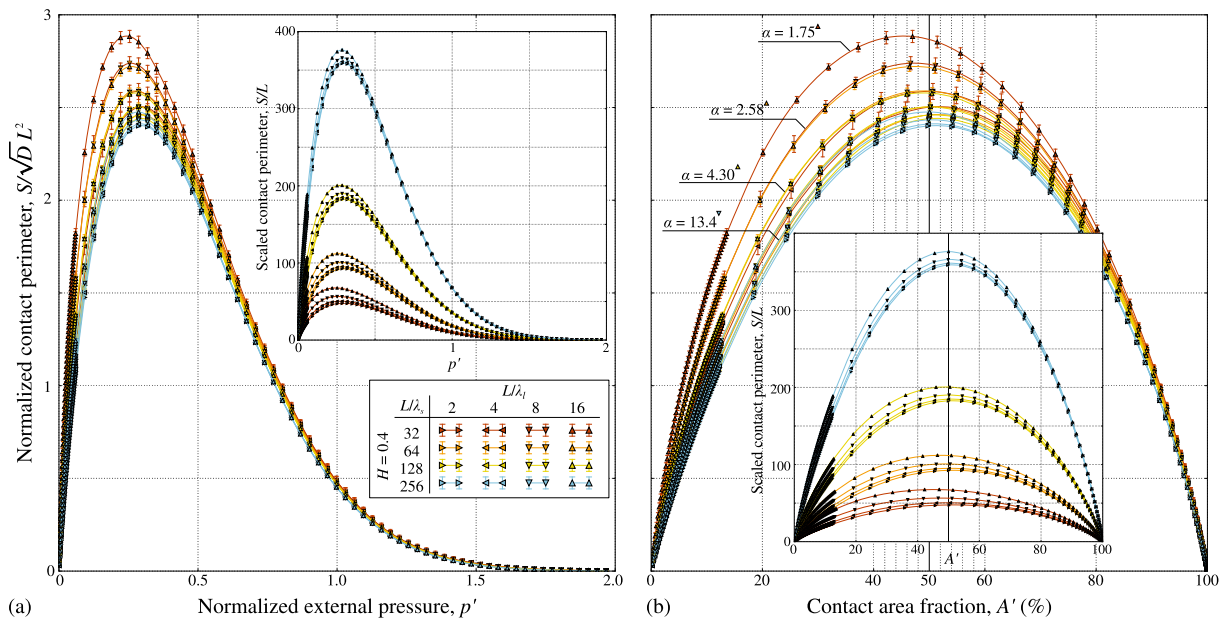 3
2
1
0
0
0.5
1.0
1.5
2.0
Normalized contact perimeter, S/√D L²
Normalized external pressure, p′
(a)
400
300
200
100
0
0
1
2
Scaled contact perimeter, S/L
p′
L/λₗ
L/λₛ 2 4 8 16
H = 0.4
32
64
128
256
α = 1.75▲
α = 2.58▲
α = 4.30▲
α = 13.4▼
300
200
100
0
0 20 40 60 80 100
Scaled contact perimeter, S/L
A′
0 20 40 50 60 80 100
(b)
Contact area fraction, A′ (%)